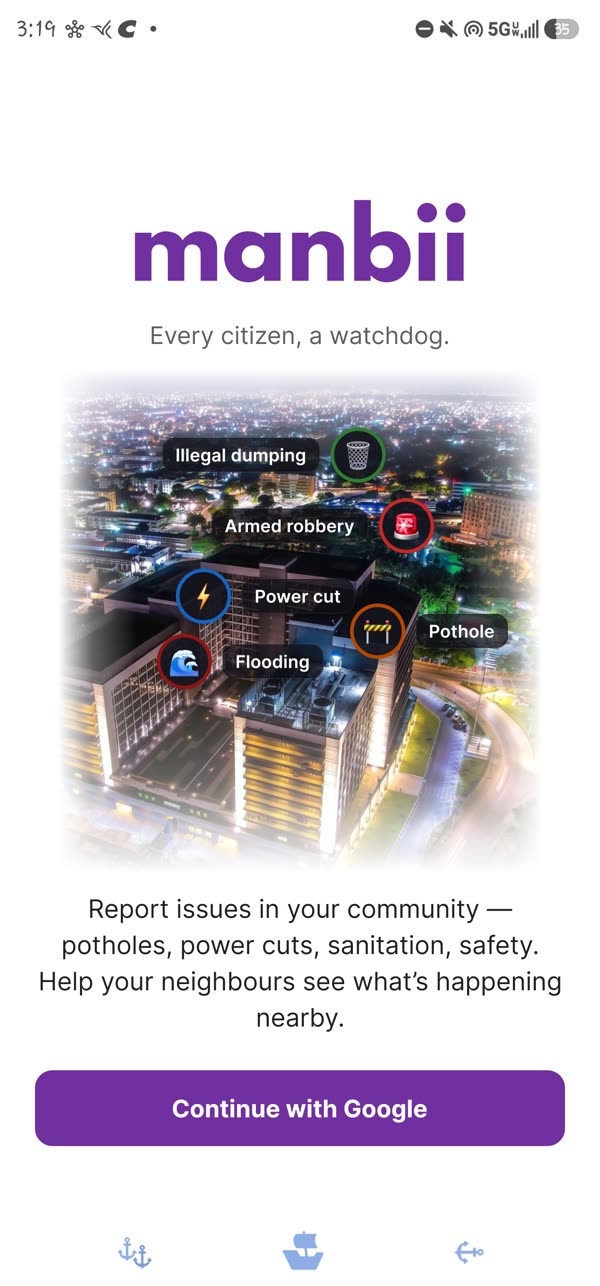 3:19
5G
35
manbii
Every citizen, a watchdog.
Illegal dumping
Armed robbery
Power cut
Pothole
Flooding
Report issues in your community —
potholes, power cuts, sanitation, safety.
Help your neighbours see what’s happening
nearby.
Continue with Google